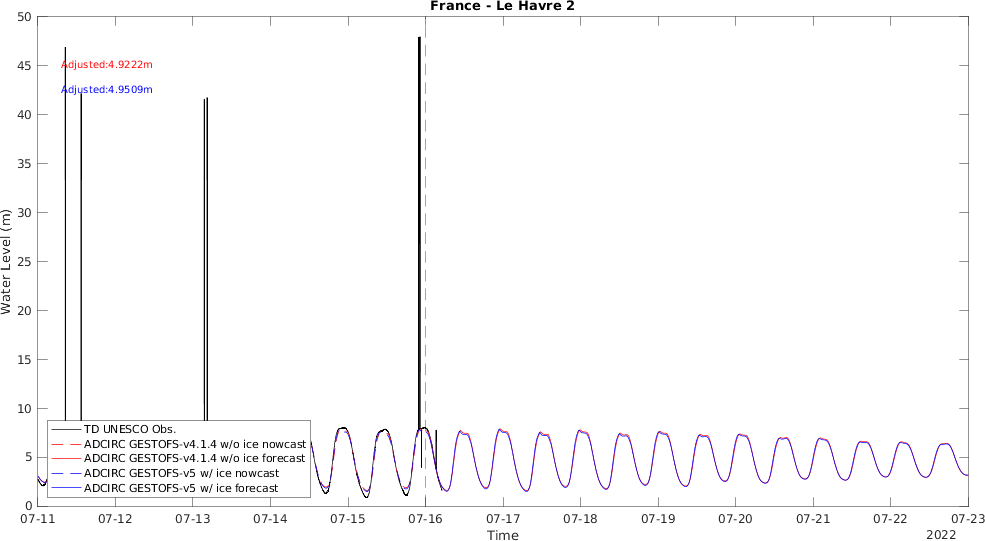 France - Le Havre 2
50
45
40
35
30
25
20
15
10
5
0
Water Level (m)
Adjusted:4.9222m
Adjusted:4.9509m
TD UNESCO Obs.
ADCIRC GESTOFS-v4.1.4 w/o ice nowcast
ADCIRC GESTOFS-v4.1.4 w/o ice forecast
ADCIRC GESTOFS-v5 w/ ice nowcast
ADCIRC GESTOFS-v5 w/ ice forecast
07-11 07-12 07-13 07-14 07-15 07-16 07-17 07-18 07-19 07-20 07-21 07-22 07-23
Time
2022